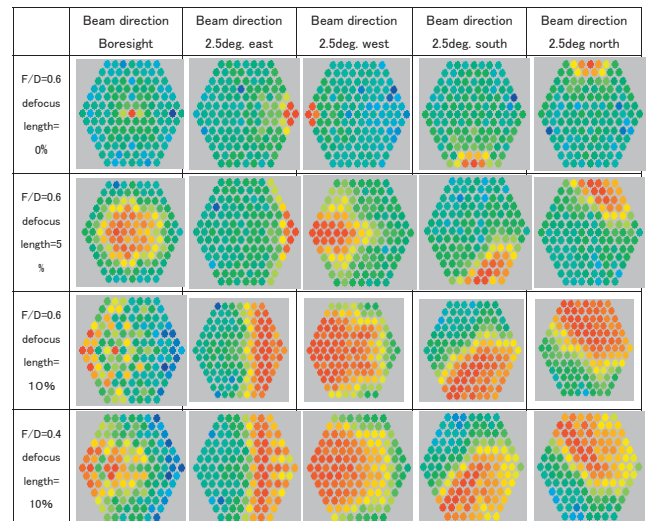 Beam direction
Boresight
Beam direction
2.5deg. east
Beam direction
2.5deg. west
Beam direction
2.5deg. south
Beam direction
2.5deg north
F/D=0.6
defocus
length=
0%
F/D=0.6
defocus
length=5
%
F/D=0.6
defocus
length=
10%
F/D=0.4
defocus
length=
10%